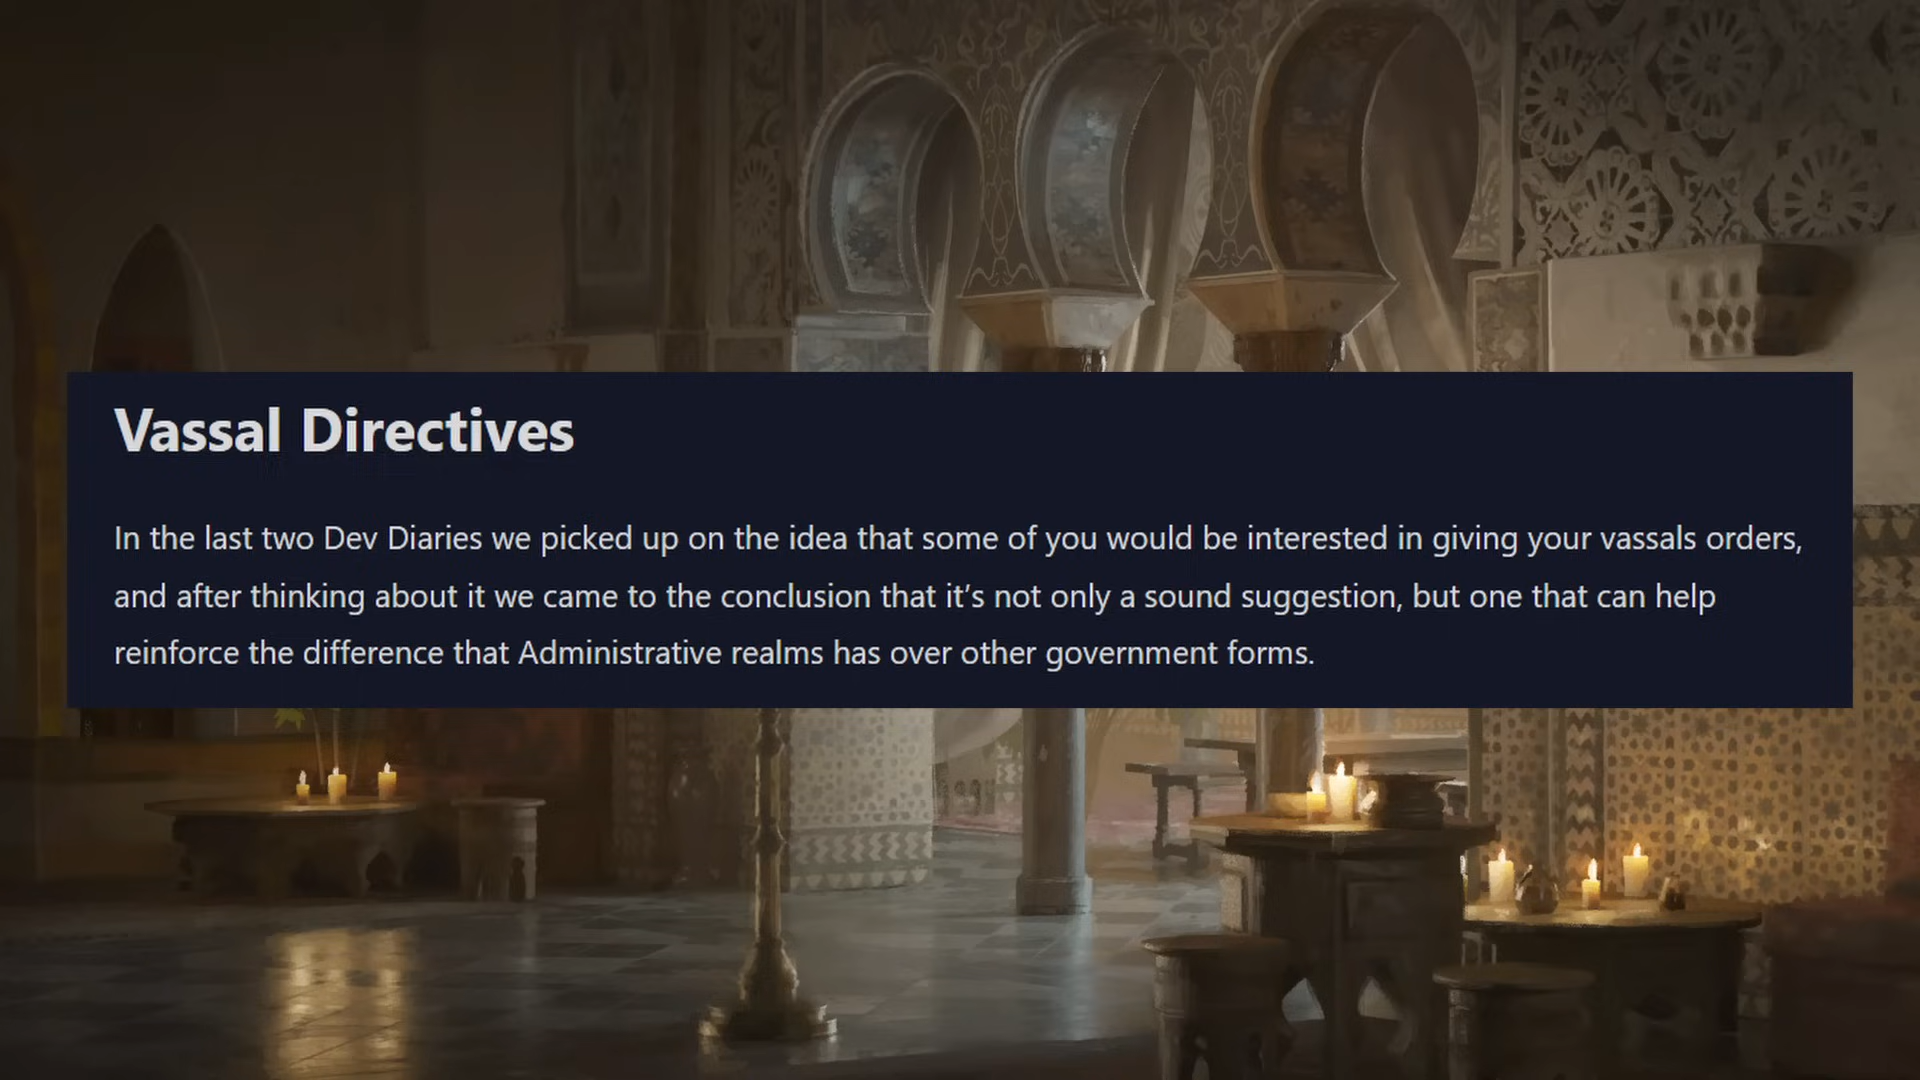 Vassal Directives
In the last two Dev Diaries we picked up on the idea that some of you would be interested in giving your vassals orders,
and after thinking about it we came to the conclusion that it’s not only a sound suggestion, but one that can help
reinforce the difference that Administrative realms has over other government forms.